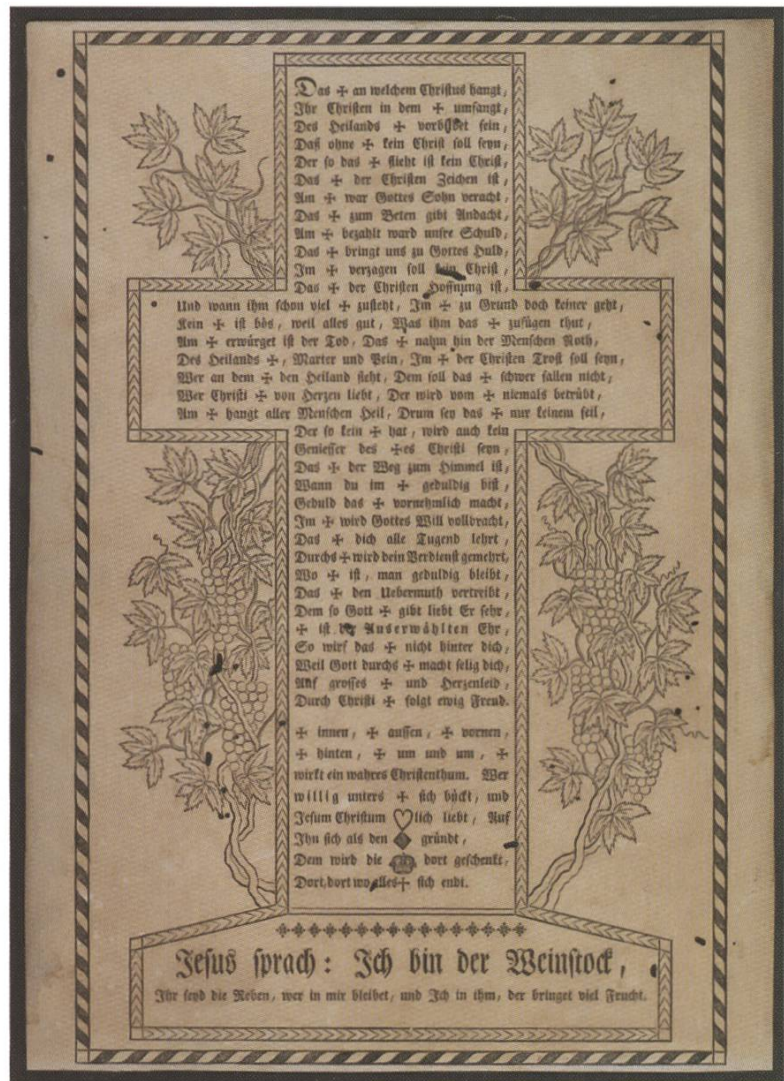 Das ✠ an welchem Christus hangt,
Ihr Christen in dem ✠ umfangt,
Des Heilands ✠ vorbildet sein,
Daß ohne ✠ kein Christ soll seyn,
Der so das ✠ flieht ist kein Christ,
Das ✠ der Christen Zeichen ist,
Am ✠ war Gottes Sohn veracht,
Das ✠ zum Beten gibt Andacht,
Am ✠ bezahlt ward unsre Schuld,
Das ✠ bringt uns zu Gottes Huld,
Im ✠ verzagen soll kein Christ,
Das ✠ der Christen Hoffnung ist,
Und wann ihm schon viel ✠ zusteht, Im ✠ zu Grund doch keiner geht,
Kein ✠ ist bös, weil alles gut, Was ihm das ✠ zufügen thut,
Am ✠ erwürget ist der Tod, Das ✠ nahm hin der Menschen Noth,
Des Heilands ✠, Marter und Pein, Im ✠ der Christen Trost soll seyn,
Wer an dem ✠ den Heiland sieht, Dem soll das ✠ schwer fallen nicht,
Wer Christi ✠ von Herzen liebt, Der wird vom ✠ niemals betrübt,
Am ✠ hangt aller Menschen Heil, Drum sey das ✠ nur keinem feil,
Der so kein ✠ hat, wird auch kein
Geniesser des ✠es Christi seyn,
Das ✠ der Weg zum Himmel ist,
Wann du im ✠ geduldig bist,
Geduld das ✠ vornehmlich macht,
Im ✠ wird Gottes Will vollbracht,
Das ✠ dich alle Tugend lehrt,
Durchs ✠ wird dein Verdienst gemehrt,
Wo ✠ ist, man geduldig bleibt,
Das ✠ den Uebermuth vertreibt,
Dem so Gott ✠ gibt liebt Er sehr,
✠ ist der Auserwählten Ehr,
So wirf das ✠ nicht hinter dich,
Weil Gott durchs ✠ macht selig dich,
Auf grosses ✠ und Herzenleid,
Durch Christi ✠ folgt ewig Freud.
✠ innen, ✠ aussen, ✠ vornen,
✠ hinten, ✠ um und um, ✠
wirkt ein wahres Christenthum. Wer
willig unters ✠ sich bückt, und
Jesum Christum ♡lich liebt, Auf
Ihn sich als den ◆ gründt,
Dem wird die dort geschenkt,
Dort, dort wo alles ✠ sich endt.
Jesus sprach: Ich bin der Weinstock,
Ihr seyd die Reben, wer in mir bleibet, und Ich in ihm, der bringet viel Frucht.